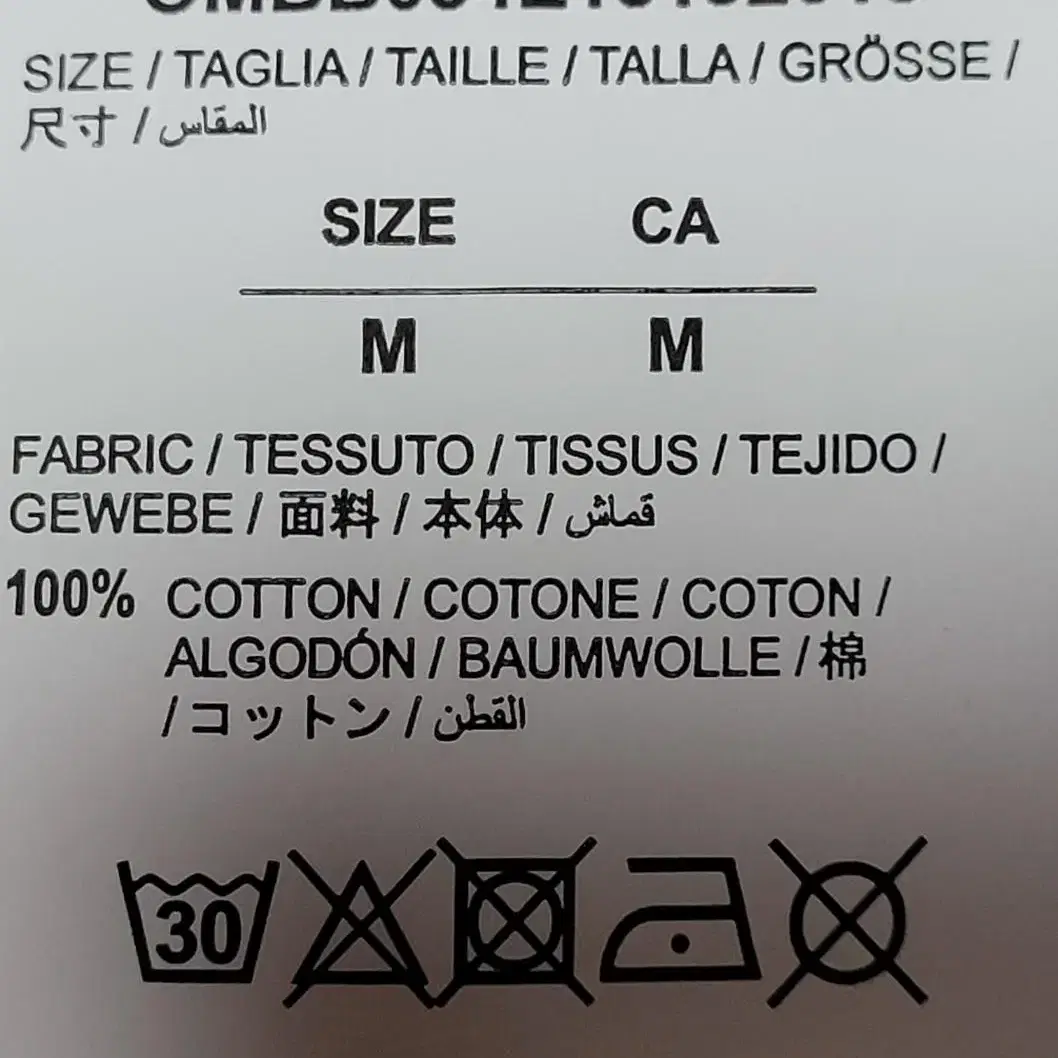 SIZE / TAGLIA / TAILLE / TALLA / GRÖSSE /
尺寸 / المقاس
SIZE CA
M M
FABRIC / TESSUTO / TISSUS / TEJIDO /
GEWEBE / 面料 / 本体 / قماش
100% COTTON / COTONE / COTON /
ALGODÓN / BAUMWOLLE / 棉
/ コットン / القطن
30